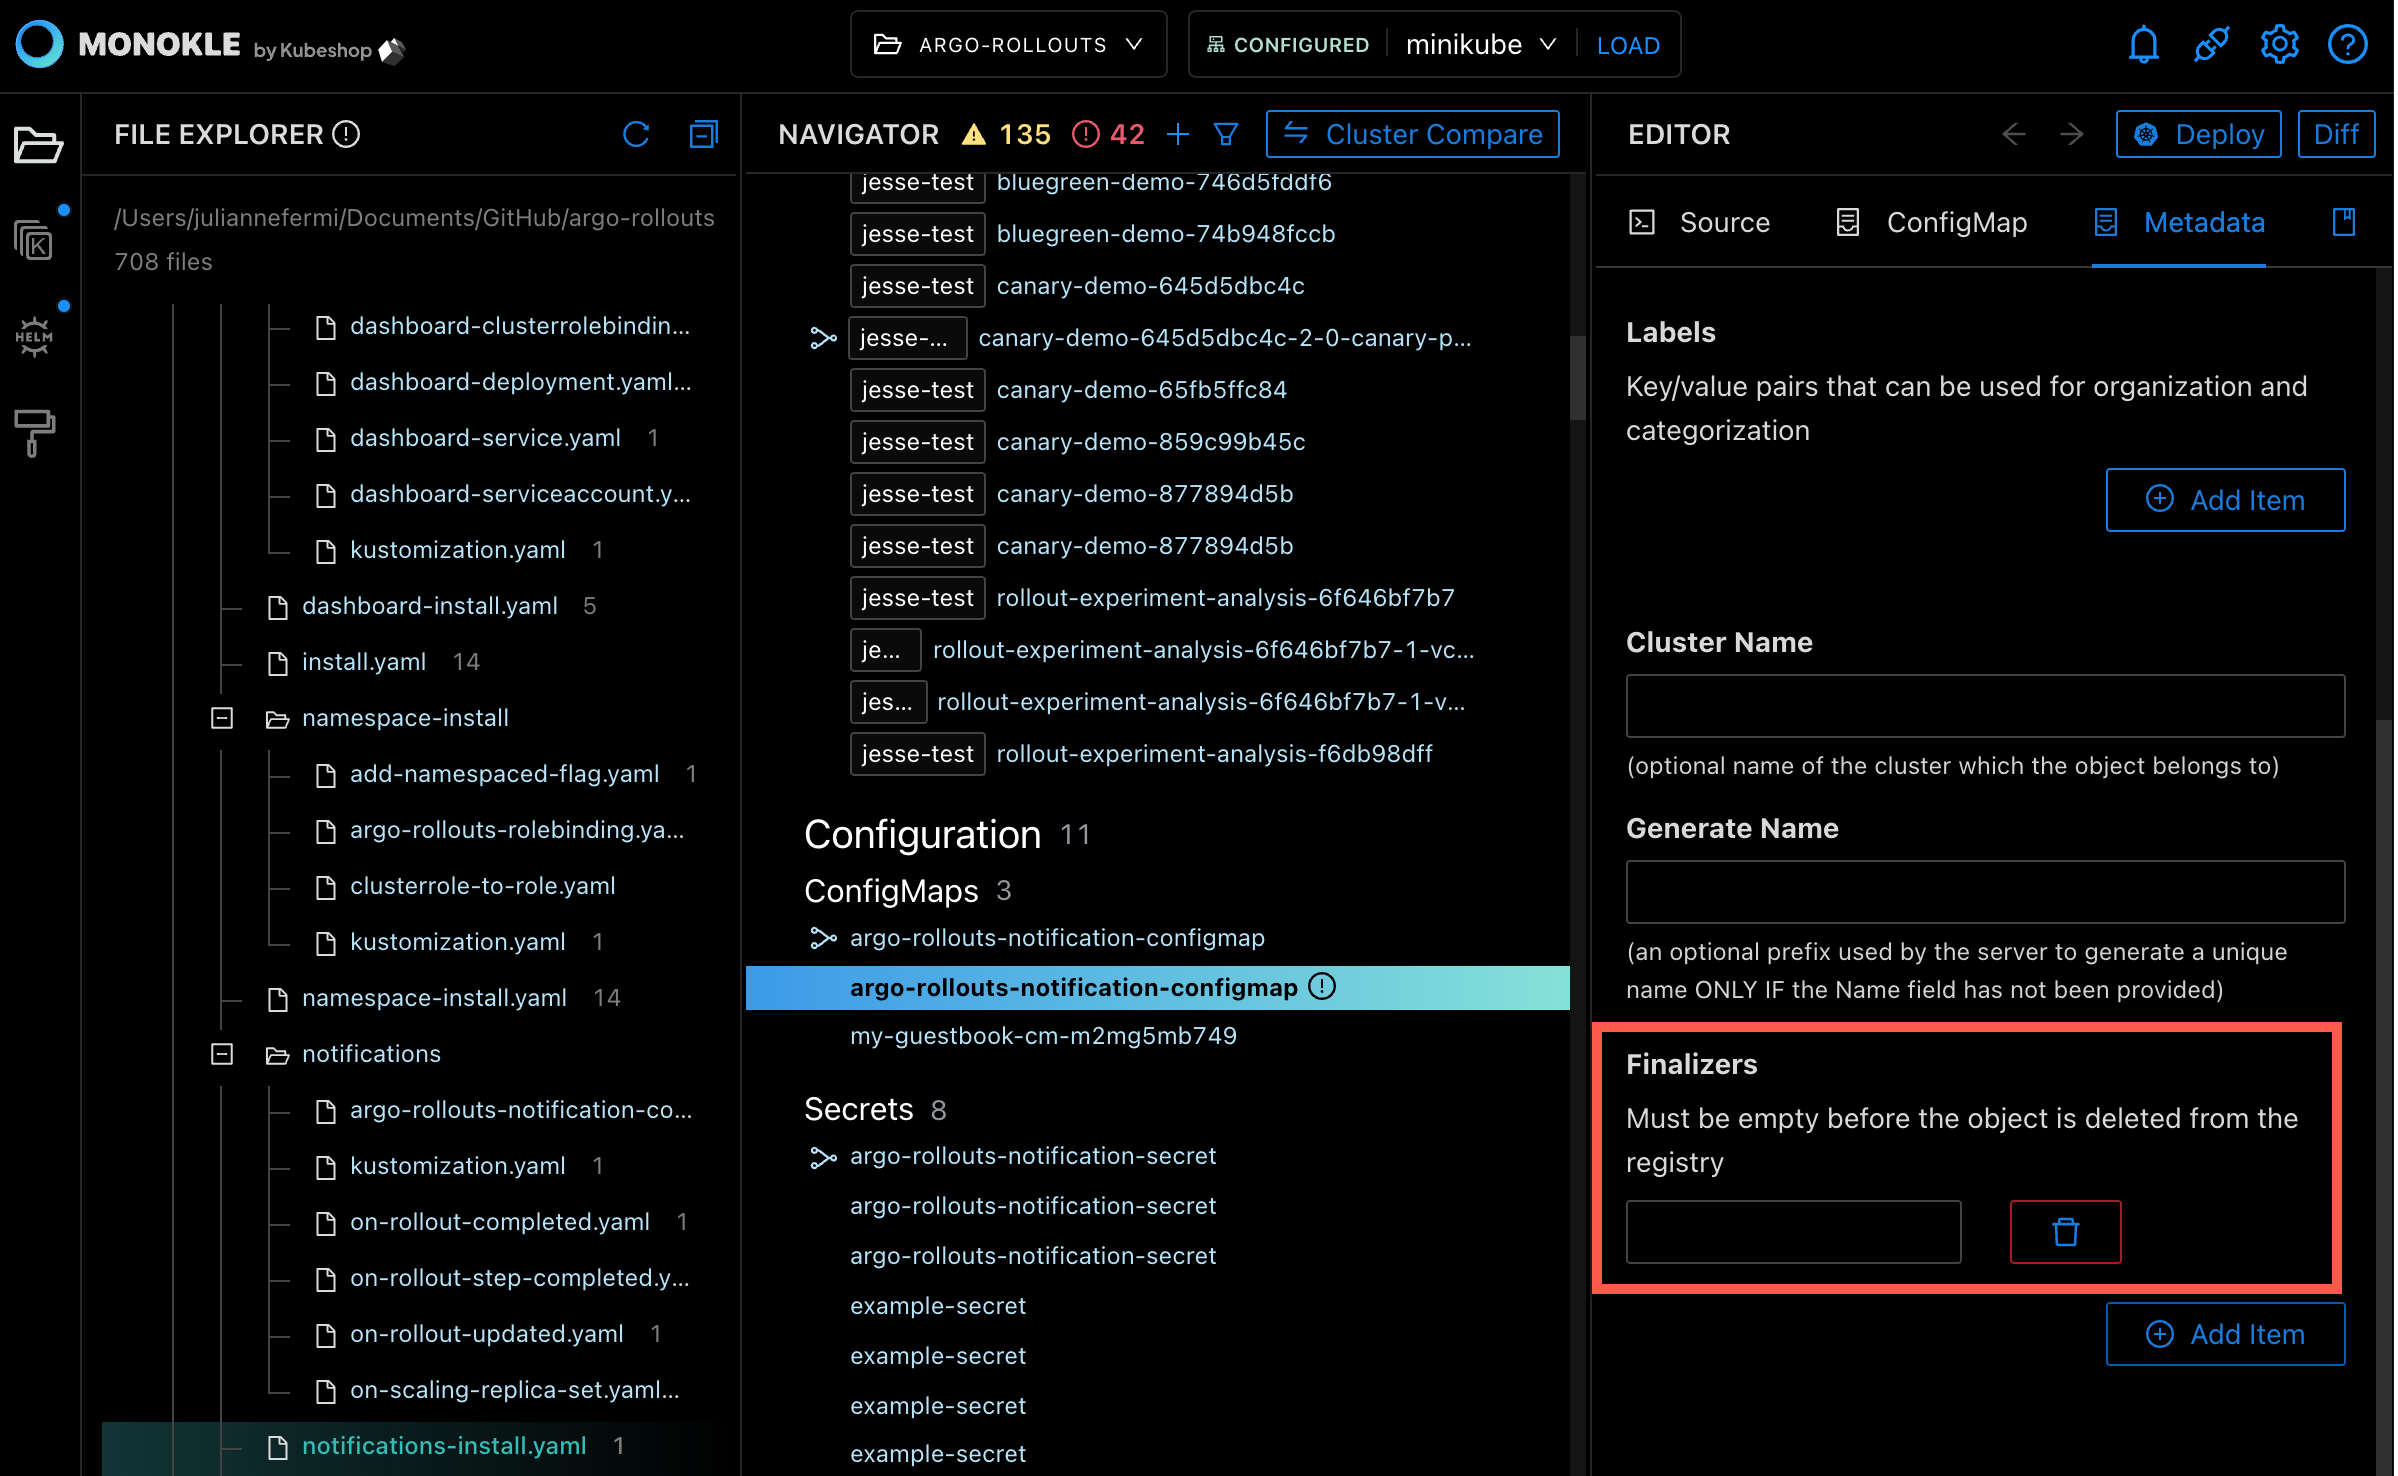 MONOKLE by Kubeshop
ARGO-ROLLOUTS
CONFIGURED minikube LOAD
FILE EXPLORER
/Users/juliannefermi/Documents/GitHub/argo-rollouts
708 files
dashboard-clusterrolebindin...
dashboard-deployment.yaml...
dashboard-service.yaml 1
dashboard-serviceaccount.y...
kustomization.yaml 1
dashboard-install.yaml 5
install.yaml 14
namespace-install
add-namespaced-flag.yaml 1
argo-rollouts-rolebinding.ya...
clusterrole-to-role.yaml
kustomization.yaml 1
namespace-install.yaml 14
notifications
argo-rollouts-notification-co...
kustomization.yaml 1
on-rollout-completed.yaml 1
on-rollout-step-completed.y...
on-rollout-updated.yaml 1
on-scaling-replica-set.yaml...
notifications-install.yaml 1
HELM
K
NAVIGATOR 135 42 Cluster Compare
jesse-test bluegreen-demo-746d5fddf6
jesse-test bluegreen-demo-74b948fccb
jesse-test canary-demo-645d5dbc4c
jesse-... canary-demo-645d5dbc4c-2-0-canary-p...
jesse-test canary-demo-65fb5ffc84
jesse-test canary-demo-859c99b45c
jesse-test canary-demo-877894d5b
jesse-test canary-demo-877894d5b
jesse-test rollout-experiment-analysis-6f646bf7b7
je... rollout-experiment-analysis-6f646bf7b7-1-vc...
jes... rollout-experiment-analysis-6f646bf7b7-1-v...
jesse-test rollout-experiment-analysis-f6db98dff
Configuration 11
ConfigMaps 3
argo-rollouts-notification-configmap
argo-rollouts-notification-configmap
my-guestbook-cm-m2mg5mb749
Secrets 8
argo-rollouts-notification-secret
argo-rollouts-notification-secret
argo-rollouts-notification-secret
example-secret
example-secret
example-secret
example-secret
EDITOR Deploy Diff
Source ConfigMap Metadata
Labels
Key/value pairs that can be used for organization and
categorization
Add Item
Cluster Name
(optional name of the cluster which the object belongs to)
Generate Name
(an optional prefix used by the server to generate a unique
name ONLY IF the Name field has not been provided)
Finalizers
Must be empty before the object is deleted from the
registry
Add Item